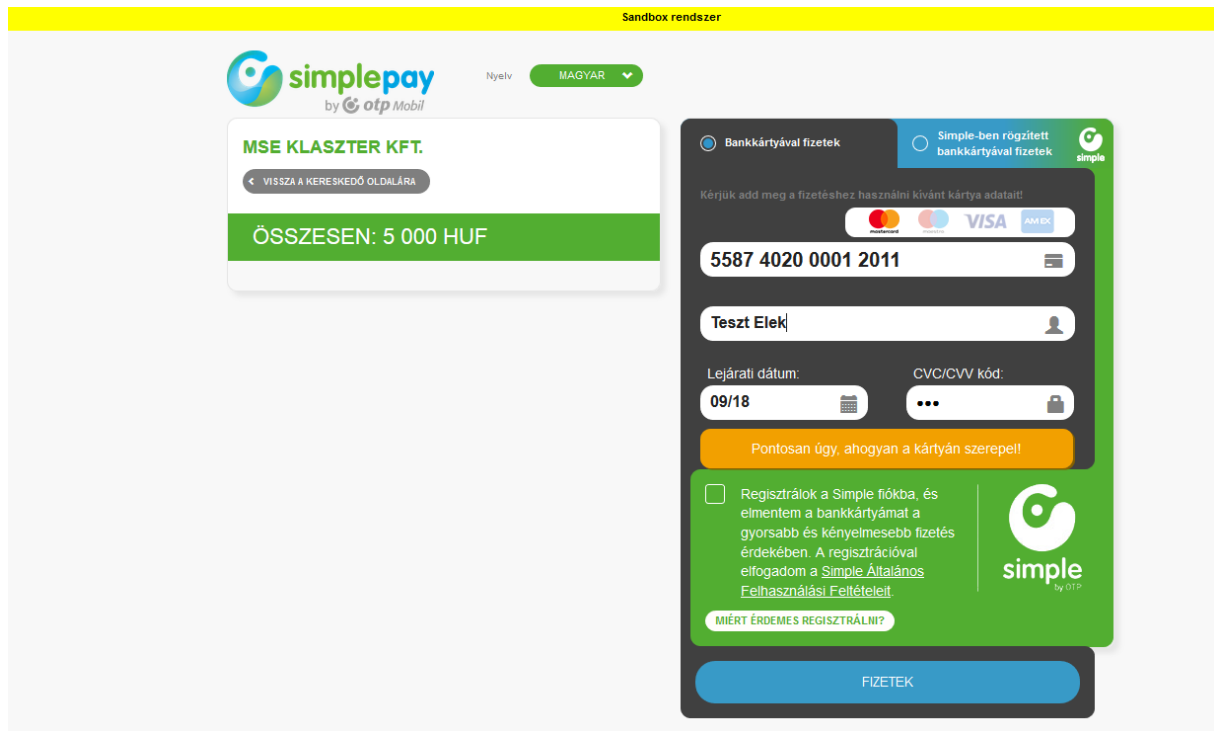 Sandbox rendszer
simplepay
by otp Mobil
Nyelv
MAGYAR
MSE KLASZTER KFT.
VISSZA A KERESKEDŐ OLDALÁRA
ÖSSZESEN: 5 000 HUF
Bankkártyával fizetek
Simple-ben rögzített
bankkártyával fizetek
simple
Kérjük add meg a fizetéshez használni kívánt kártya adatait!
mastercard
maestro
VISA
AM EX
5587 4020 0001 2011
Teszt Elek
Lejárati dátum:
CVC/CVV kód:
09/18
•••
Pontosan úgy, ahogyan a kártyán szerepel!
Regisztrálok a Simple fiókba, és
elmentem a bankkártyámat a
gyorsabb és kényelmesebb fizetés
érdekében. A regisztrációval
elfogadom a Simple Általános
Felhasználási Feltételeit.
simple
by OTP
MIÉRT ÉRDEMES REGISZTRÁLNI?
FIZETEK